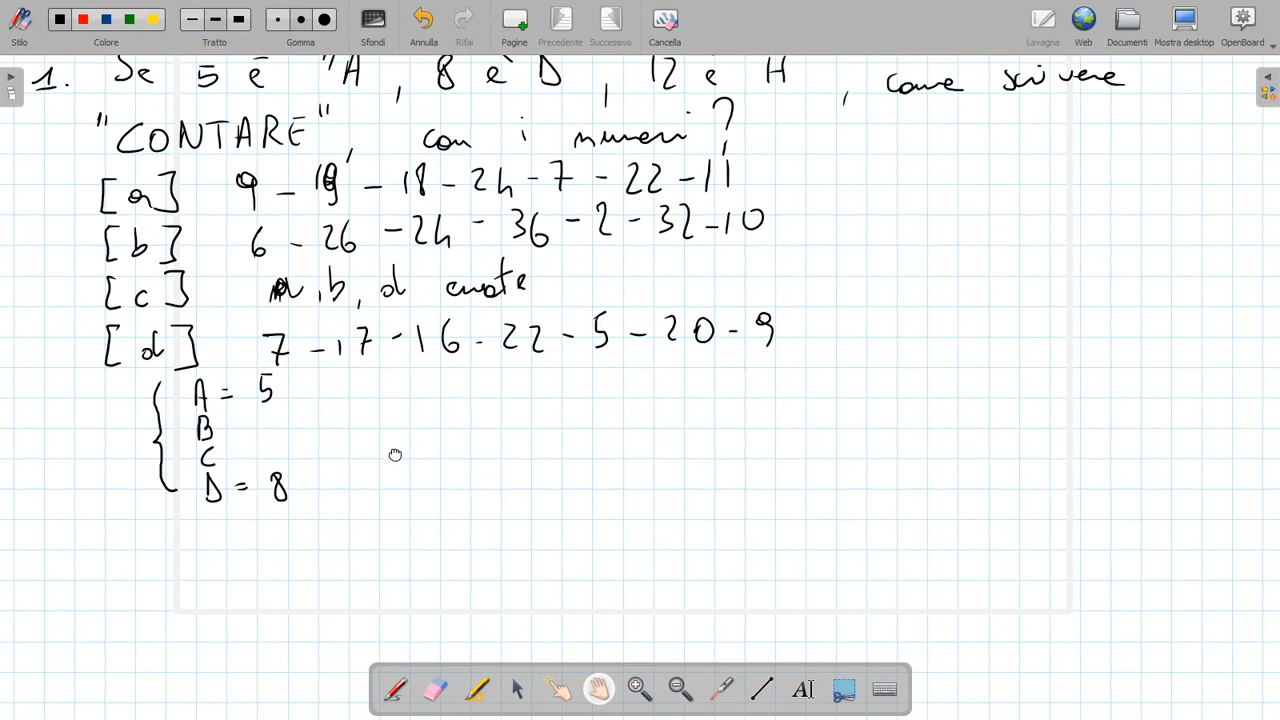 Stilo Colore Tratto Gomma Sfondi Annulla Rifai Pagine Precedente Successivo Cancella Lavagna Web Documenti Mostra desktop OpenBoard
1. Se 5 è "A, 8 è D, 12 è H, come scrivere
"CONTARE", con i numeri?
[a] 9 - 19 - 18 - 24 - 7 - 22 - 11
[b] 6 - 26 - 24 - 36 - 2 - 32 - 10
[c] a, b, d errate
[d] 7 - 17 - 16 - 22 - 5 - 20 - 9
A = 5
B
C
D = 8